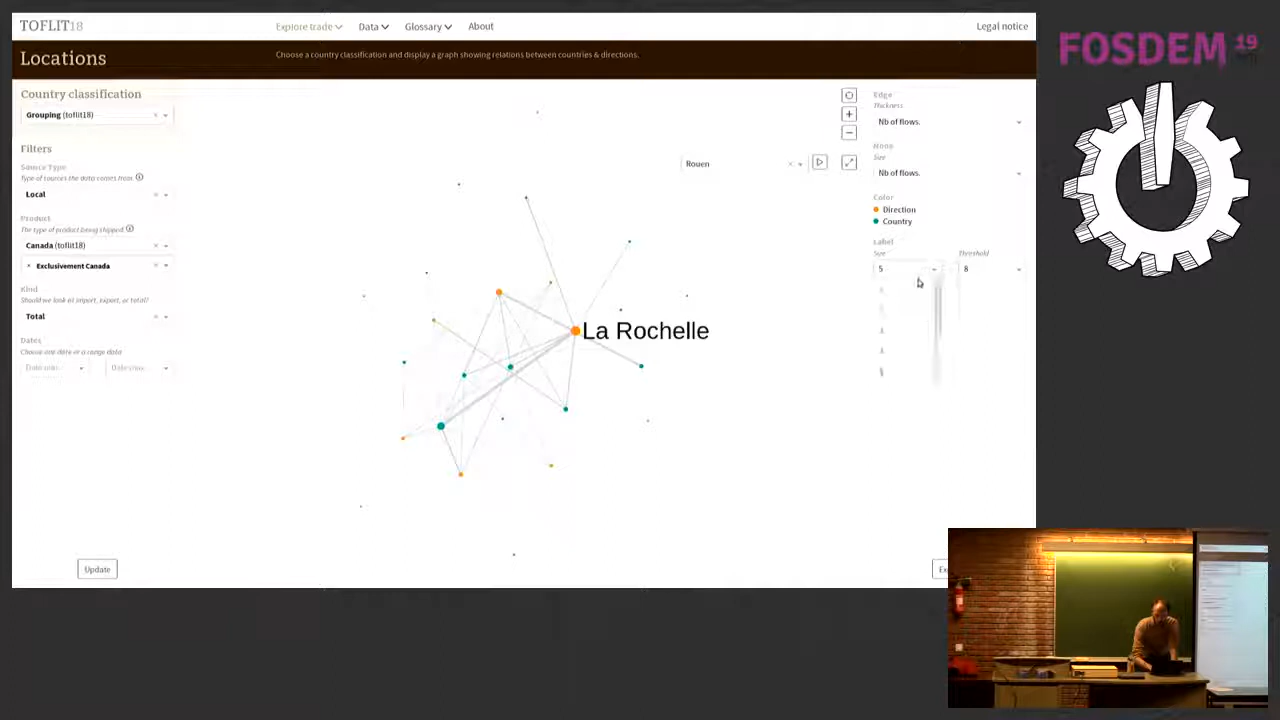 TOFLIT18
Explore trade
Data
Glossary
About
Legal notice
Locations
Choose a country classification and display a graph showing relations between countries & directions.
Country classification
Grouping (toflit18)
Filters
Source Type
Type of sources the data comes from.
Local
Product
The type of product being shipped.
Canada (toflit18)
× Exclusivement Canada
Kind
Should we look at import, export, or total?
Total
Dates
Choose one date or a range data
Date min.
Date max.
Update
Rouen
La Rochelle
Edge
Thickness
Nb of flows.
Node
Size
Nb of flows.
Color
Direction
Country
Label
Size
Threshold
5
8
FOSDEM 19